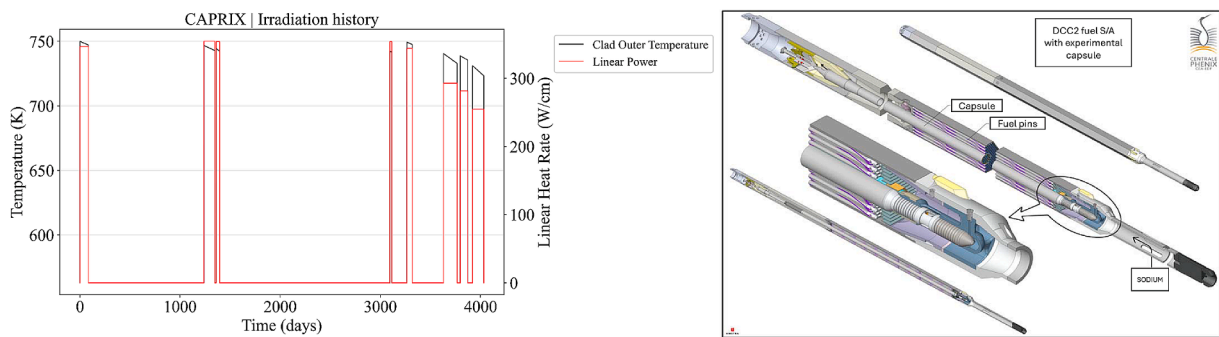 CAPRIX | Irradiation history
750
700
650
600
Temperature (K)
0
1000
2000
3000
4000
Time (days)
300
200
100
0
Linear Heat Rate (W/cm)
Clad Outer Temperature
Linear Power
DCC2 fuel S/A
with experimental
capsule
CENTRALE
PHENIX
Capsule
Fuel pins
SODIUM